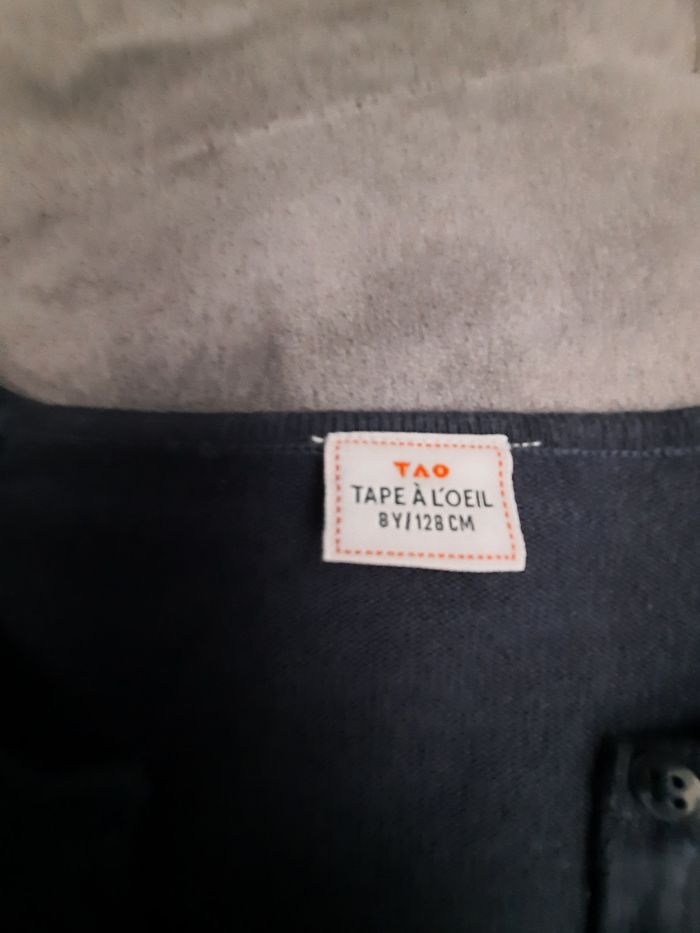 TAO
TAPE À L'OEIL
8Y/128 CM